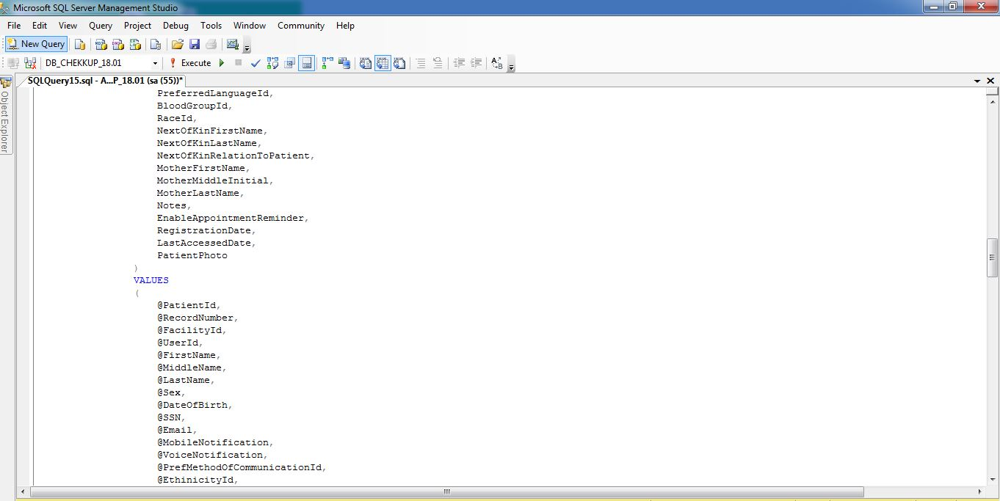 Microsoft SQL Server Management Studio
File Edit View Query Project Debug Tools Window Community Help
New Query
DB_CHEKKUP_18.01 Execute
SQLQuery15.sql - A...P_18.01 (sa (55))*
Object Explorer
PreferredLanguageId,
BloodGroupId,
RaceId,
NextOfKinFirstName,
NextOfKinLastName,
NextOfKinRelationToPatient,
MotherFirstName,
MotherMiddleInitial,
MotherLastName,
Notes,
EnableAppointmentReminder,
RegistrationDate,
LastAccessedDate,
PatientPhoto
)
VALUES
(
@PatientId,
@RecordNumber,
@FacilityId,
@UserId,
@FirstName,
@MiddleName,
@LastName,
@Sex,
@DateOfBirth,
@SSN,
@Email,
@MobileNotification,
@VoiceNotification,
@PrefMethodOfCommunicationId,
@EthinicityId,